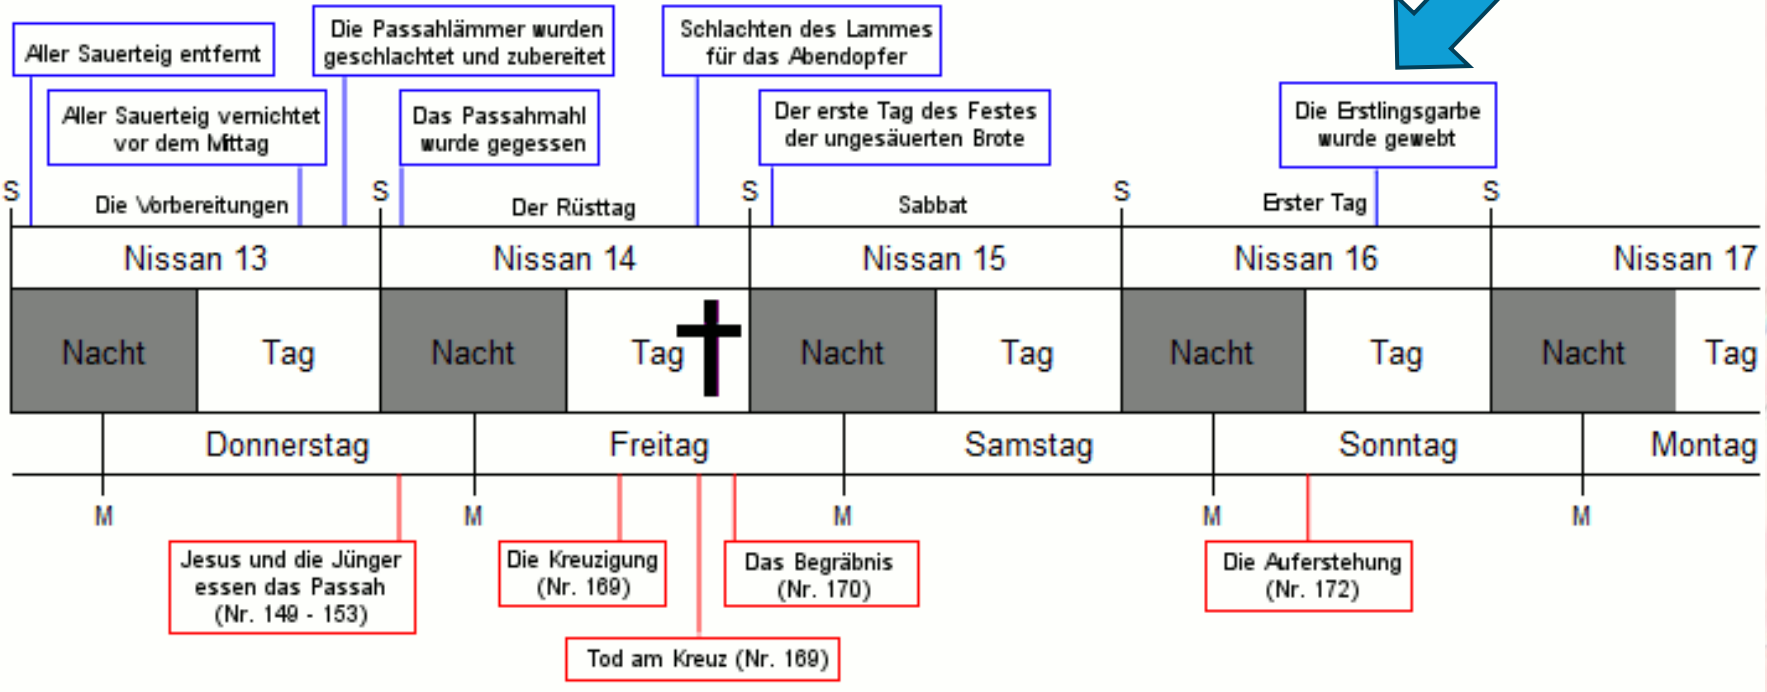 Aller Sauerteig entfernt
Die Passahlämmer wurden
geschlachtet und zubereitet
Schlachten des Lammes
für das Abendopfer
Aller Sauerteig vernichtet
vor dem Mittag
Das Passahmahl
wurde gegessen
Der erste Tag des Festes
der ungesäuerten Brote
Die Erstlingsgarbe
wurde gewebt
S
Die Vorbereitungen
S
Der Rüsttag
S
Sabbat
S
Erster Tag
S
Nissan 13
Nissan 14
Nissan 15
Nissan 16
Nissan 17
Nacht
Tag
Nacht
Tag
Nacht
Tag
Nacht
Tag
Nacht
Tag
Donnerstag
Freitag
Samstag
Sonntag
Montag
M
M
M
M
M
Jesus und die Jünger
essen das Passah
(Nr. 149 - 153)
Die Kreuzigung
(Nr. 169)
Das Begräbnis
(Nr. 170)
Die Auferstehung
(Nr. 172)
Tod am Kreuz (Nr. 169)